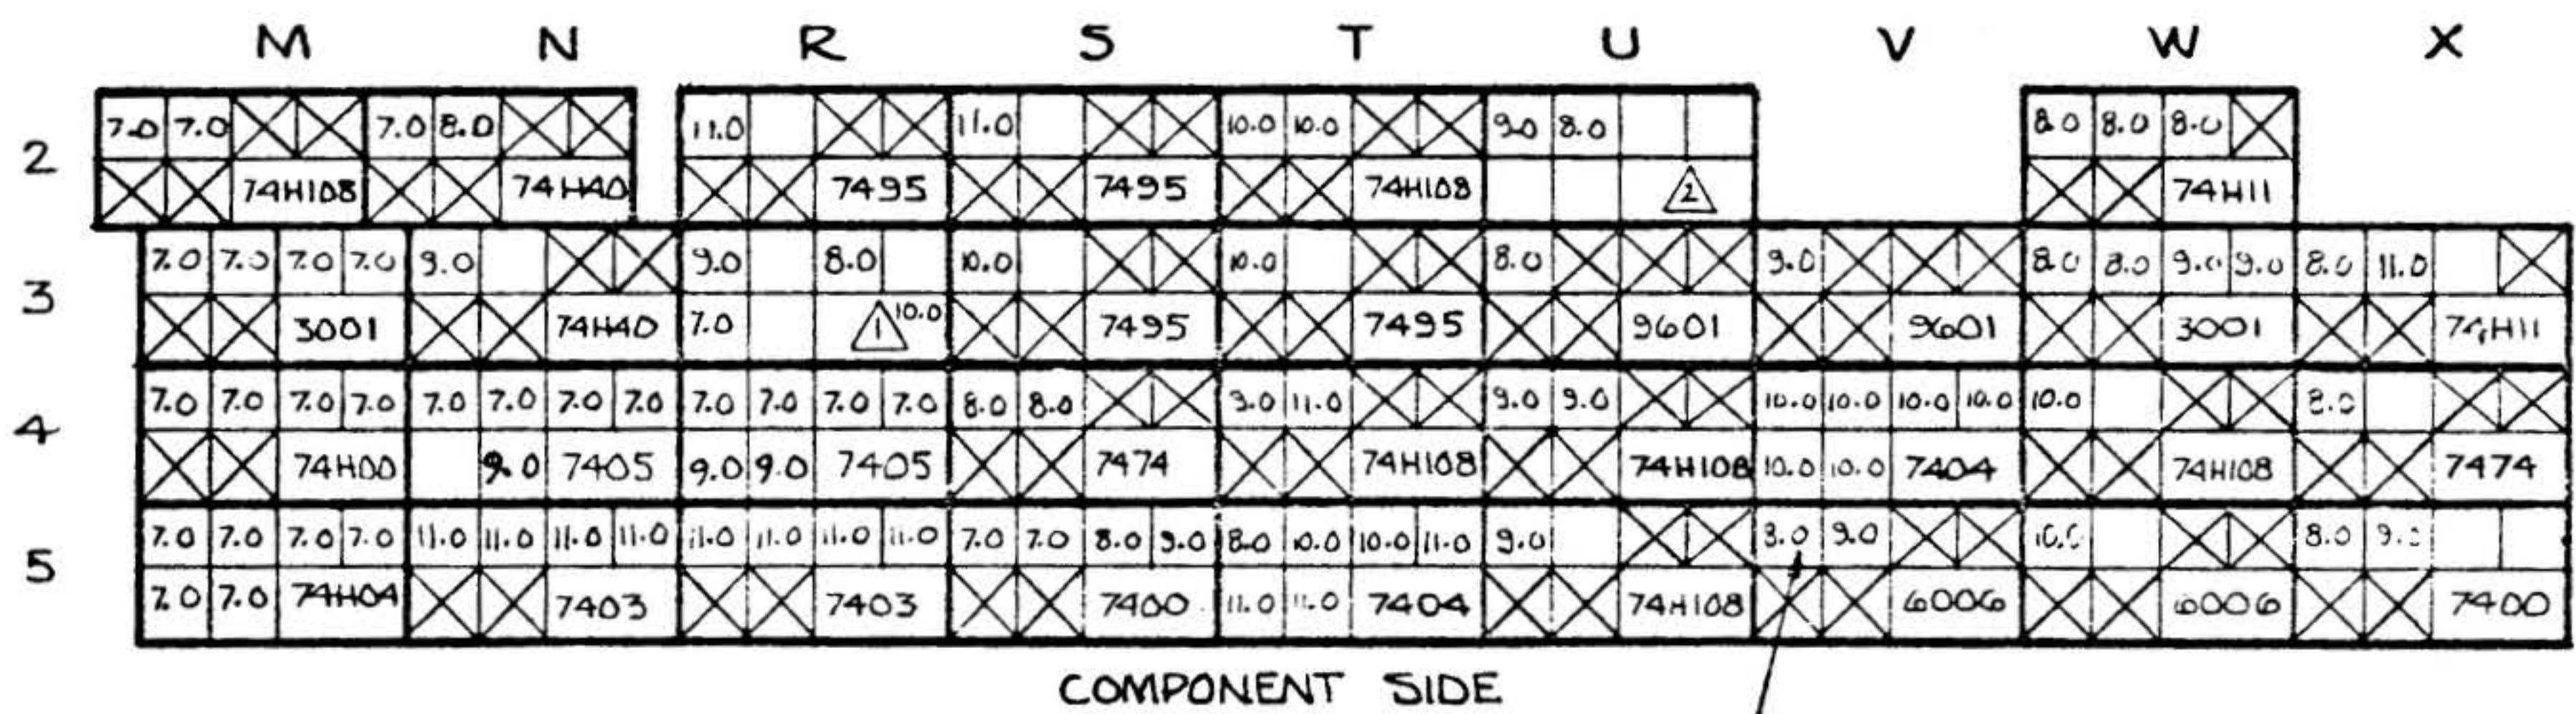 M N R S T U V W X
7.0 7.0 7.0 8.0 11.0 11.0 10.0 10.0 9.0 8.0 8.0 8.0 8.0
2
74H108 74H40 7495 7495 74H108 2 74H11
7.0 7.0 7.0 7.0 9.0 9.0 8.0 10.0 10.0 8.0 9.0 8.0 8.0 9.0 9.0 8.0 11.0
3
3001 74H40 7.0 1 10.0 7495 7495 9601 9601 3001 74H11
7.0 7.0 7.0 7.0 7.0 7.0 7.0 7.0 7.0 7.0 7.0 7.0 8.0 8.0 9.0 11.0 9.0 9.0 10.0 10.0 10.0 10.0 10.0 8.0
4
74H00 9.0 7405 9.0 9.0 7405 7474 74H108 74H108 10.0 10.0 7404 74H108 7474
7.0 7.0 7.0 7.0 11.0 11.0 11.0 11.0 11.0 11.0 11.0 11.0 7.0 7.0 8.0 9.0 8.0 10.0 10.0 11.0 9.0 8.0 9.0 10.0 8.0 9.0
5
7.0 7.0 74H04 7403 7403 7400 11.0 11.0 7404 74H108 6006 6006 7400
COMPONENT SIDE